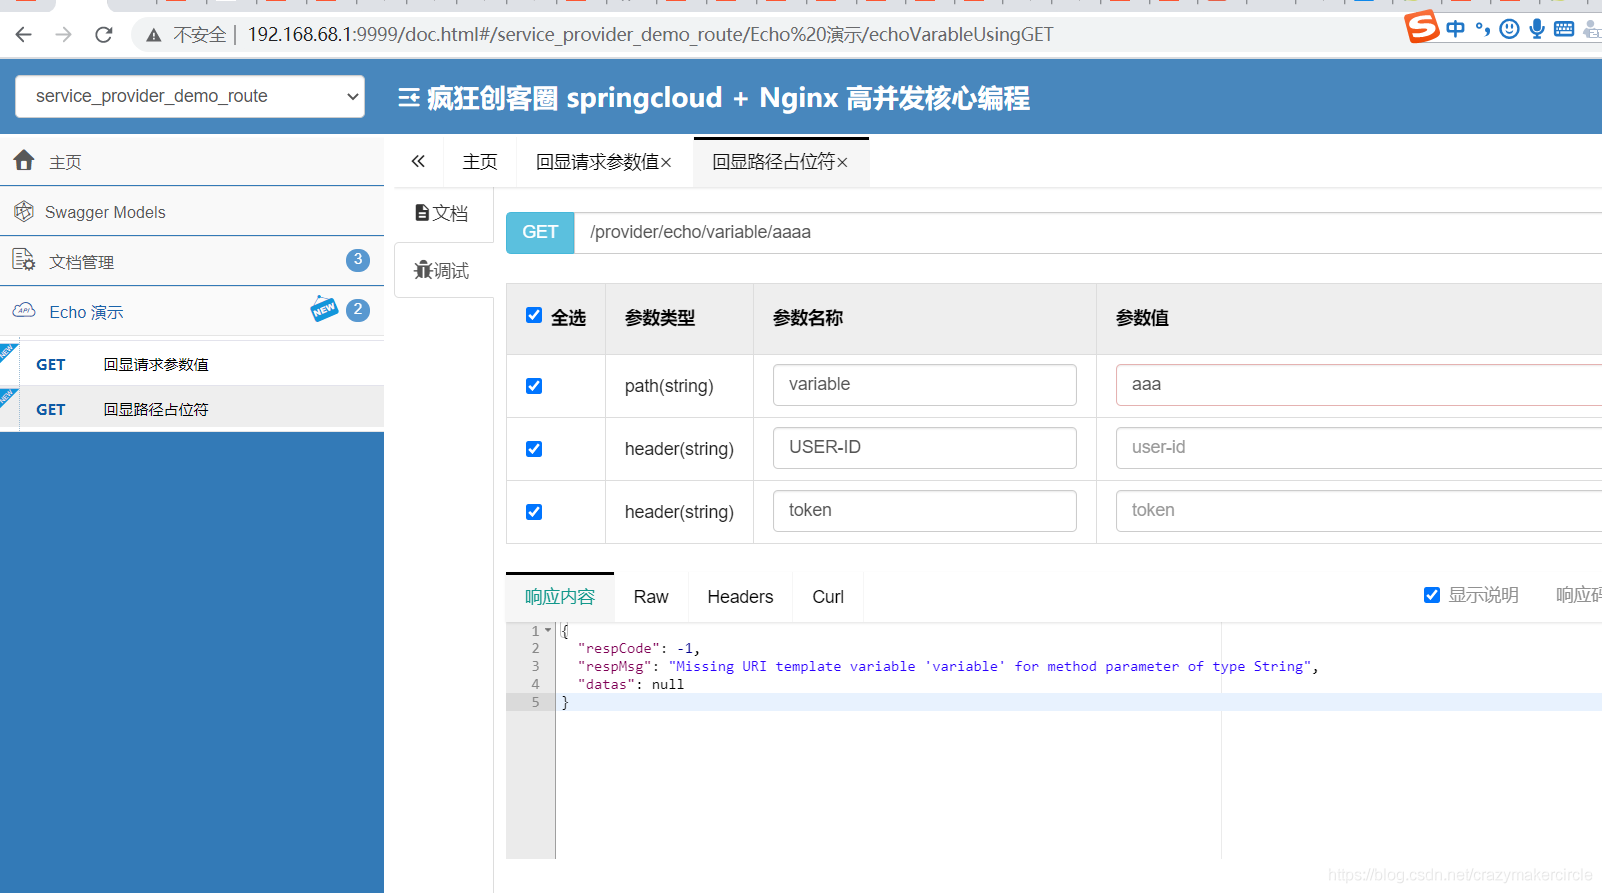 不安全 | 192.168.68.1:9999/doc.html#/service_provider_demo_route/Echo%20演示/echoVarableUsingGET
中
service_provider_demo_route
疯狂创客圈 springcloud + Nginx 高并发核心编程
主页
Swagger Models
文档管理 3
Echo 演示 NEW 2
NEW GET 回显请求参数值
NEW GET 回显路径占位符
« 主页 回显请求参数值× 回显路径占位符×
文档
调试
GET /provider/echo/variable/aaaa
全选 参数类型 参数名称 参数值
path(string) variable aaa
header(string) USER-ID user-id
header(string) token token
响应内容 Raw Headers Curl 显示说明 响应码
1 {
2 "respCode": -1,
3 "respMsg": "Missing URI template variable 'variable' for method parameter of type String",
4 "datas": null
5 }
https://blog.csdn.net/crazymakercircle